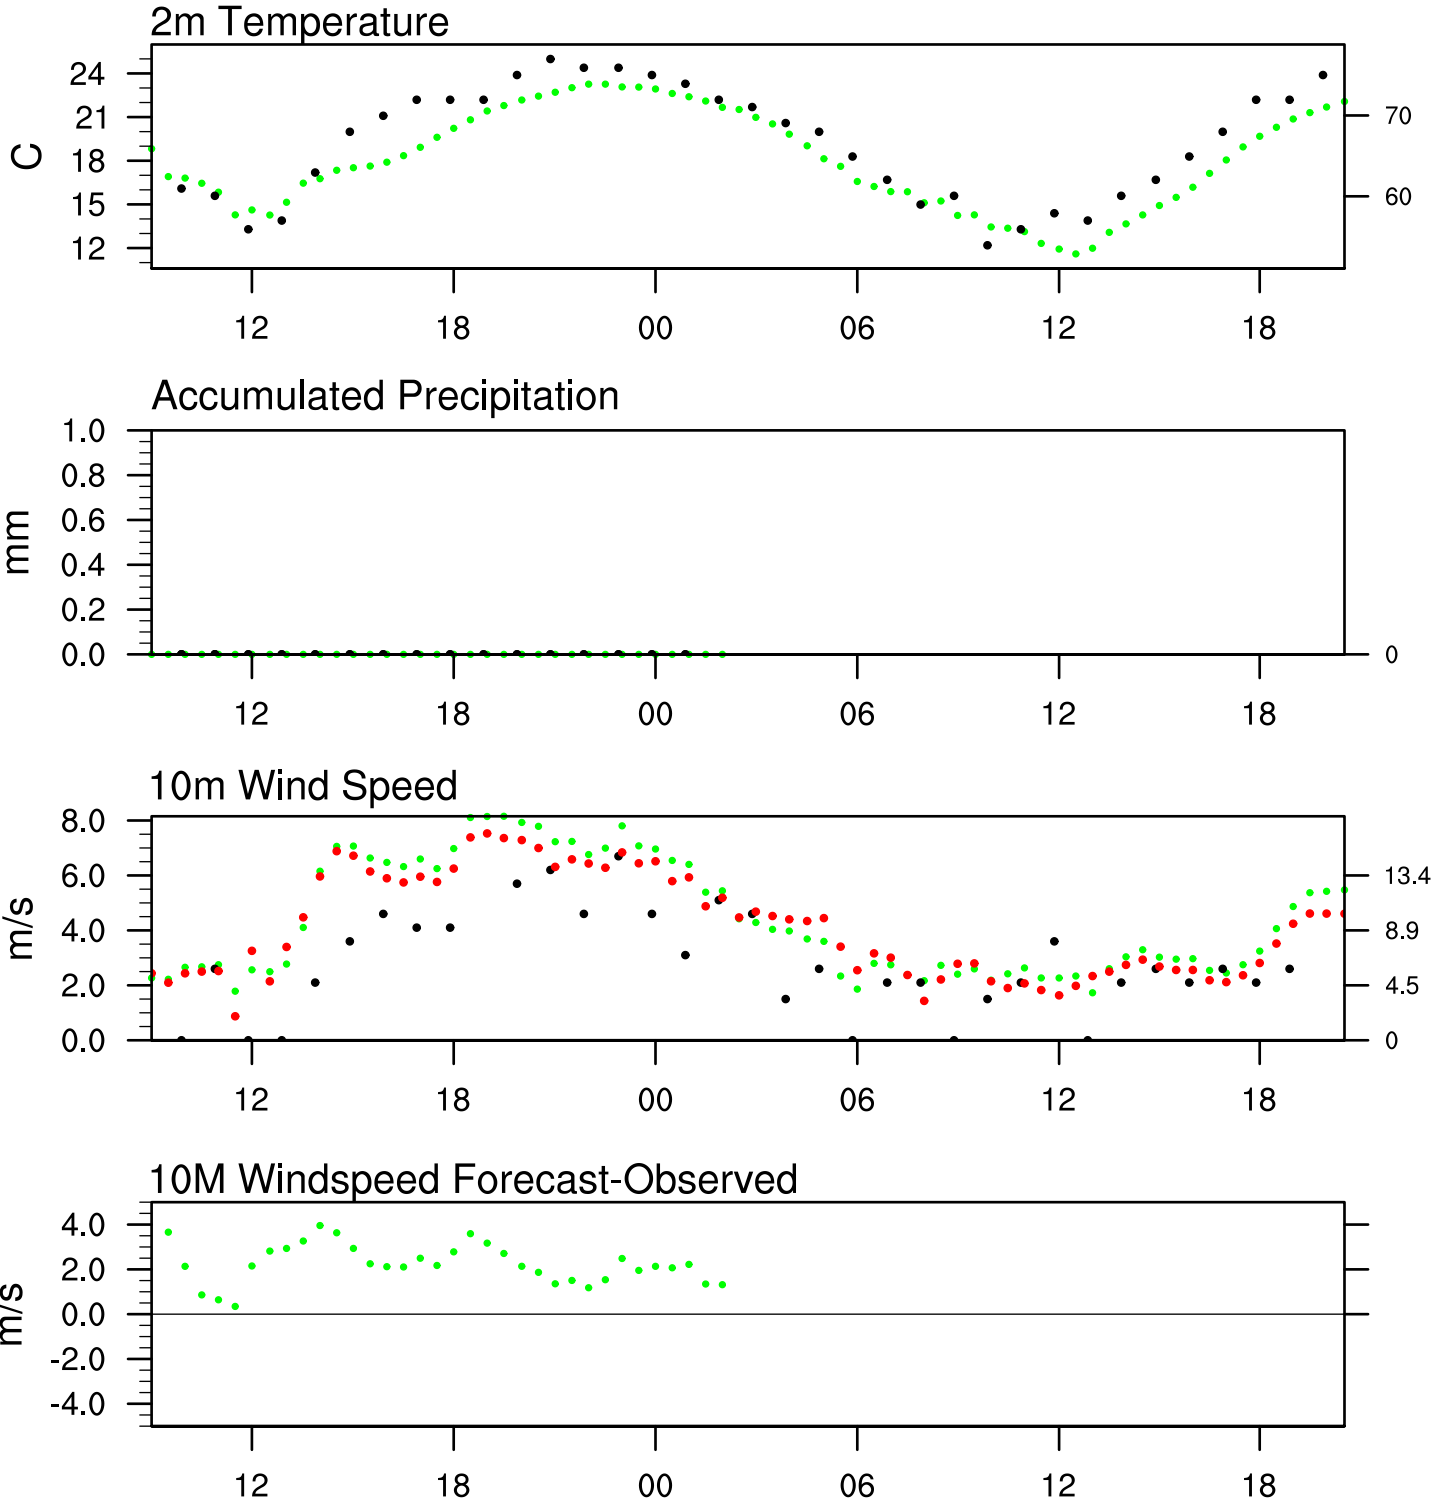 2m Temperature
24
21
18
15
12
C
70
60
12 18 00 06 12 18
Accumulated Precipitation
1.0
0.8
0.6
0.4
0.2
0.0
mm
0
12 18 00 06 12 18
10m Wind Speed
8.0
6.0
4.0
2.0
0.0
m/s
13.4
8.9
4.5
0
12 18 00 06 12 18
10M Windspeed Forecast-Observed
4.0
2.0
0.0
-2.0
-4.0
m/s
12 18 00 06 12 18